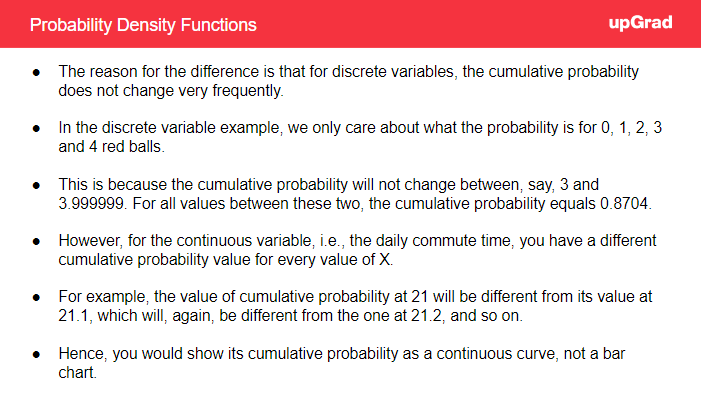 Probability Density Functions
upGrad
● The reason for the difference is that for discrete variables, the cumulative probability
does not change very frequently.
● In the discrete variable example, we only care about what the probability is for 0, 1, 2, 3
and 4 red balls.
● This is because the cumulative probability will not change between, say, 3 and
3.999999. For all values between these two, the cumulative probability equals 0.8704.
● However, for the continuous variable, i.e., the daily commute time, you have a different
cumulative probability value for every value of X.
● For example, the value of cumulative probability at 21 will be different from its value at
21.1, which will, again, be different from the one at 21.2, and so on.
● Hence, you would show its cumulative probability as a continuous curve, not a bar
chart.